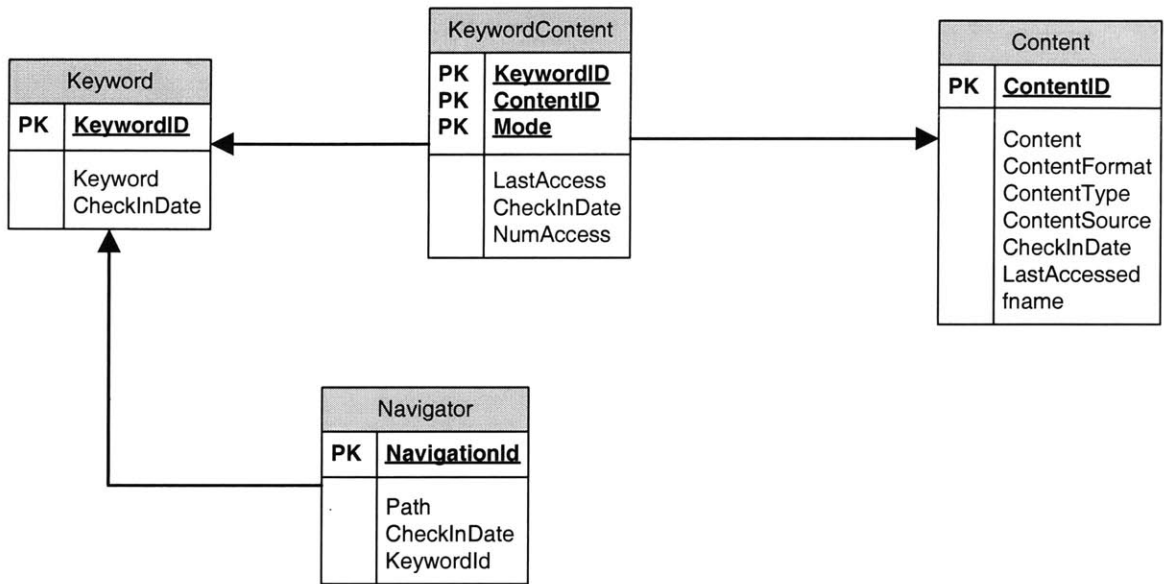 Keyword
PK KeywordID
Keyword
CheckInDate
KeywordContent
PK KeywordID
PK ContentID
PK Mode
LastAccess
CheckInDate
NumAccess
Content
PK ContentID
Content
ContentFormat
ContentType
ContentSource
CheckInDate
LastAccessed
fname
Navigator
PK NavigationId
Path
CheckInDate
KeywordId